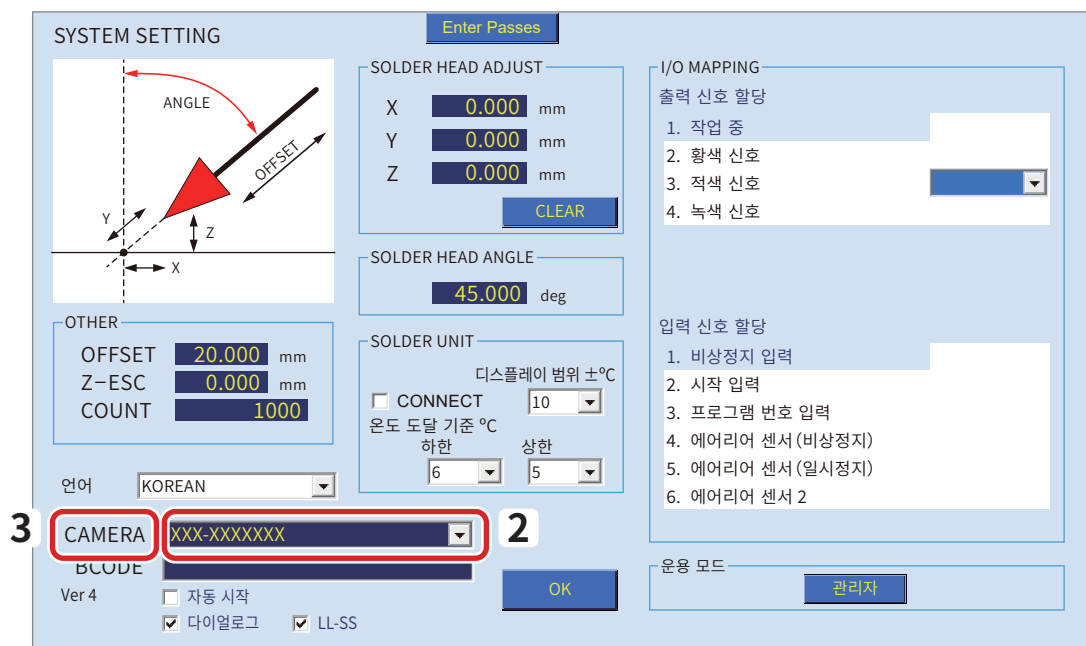 SYSTEM SETTING
Enter Passes
ANGLE
OFFSET
Y
Z
X
SOLDER HEAD ADJUST
X 0.000 mm
Y 0.000 mm
Z 0.000 mm
CLEAR
SOLDER HEAD ANGLE
45.000 deg
OTHER
OFFSET 20.000 mm
Z-ESC 0.000 mm
COUNT 1000
SOLDER UNIT
디스플레이 범위 ±ºC
CONNECT 10
온도 도달 기준 ºC
하한 상한
6 5
언어 KOREAN
3 CAMERA XXX-XXXXXXX 2
BCODE
Ver 4 자동 시작
다이얼로그 LL-SS
OK
I/O MAPPING
출력 신호 할당
1. 작업 중
2. 황색 신호
3. 적색 신호
4. 녹색 신호
입력 신호 할당
1. 비상정지 입력
2. 시작 입력
3. 프로그램 번호 입력
4. 에어리어 센서(비상정지)
5. 에어리어 센서(일시정지)
6. 에어리어 센서 2
운용 모드
관리자